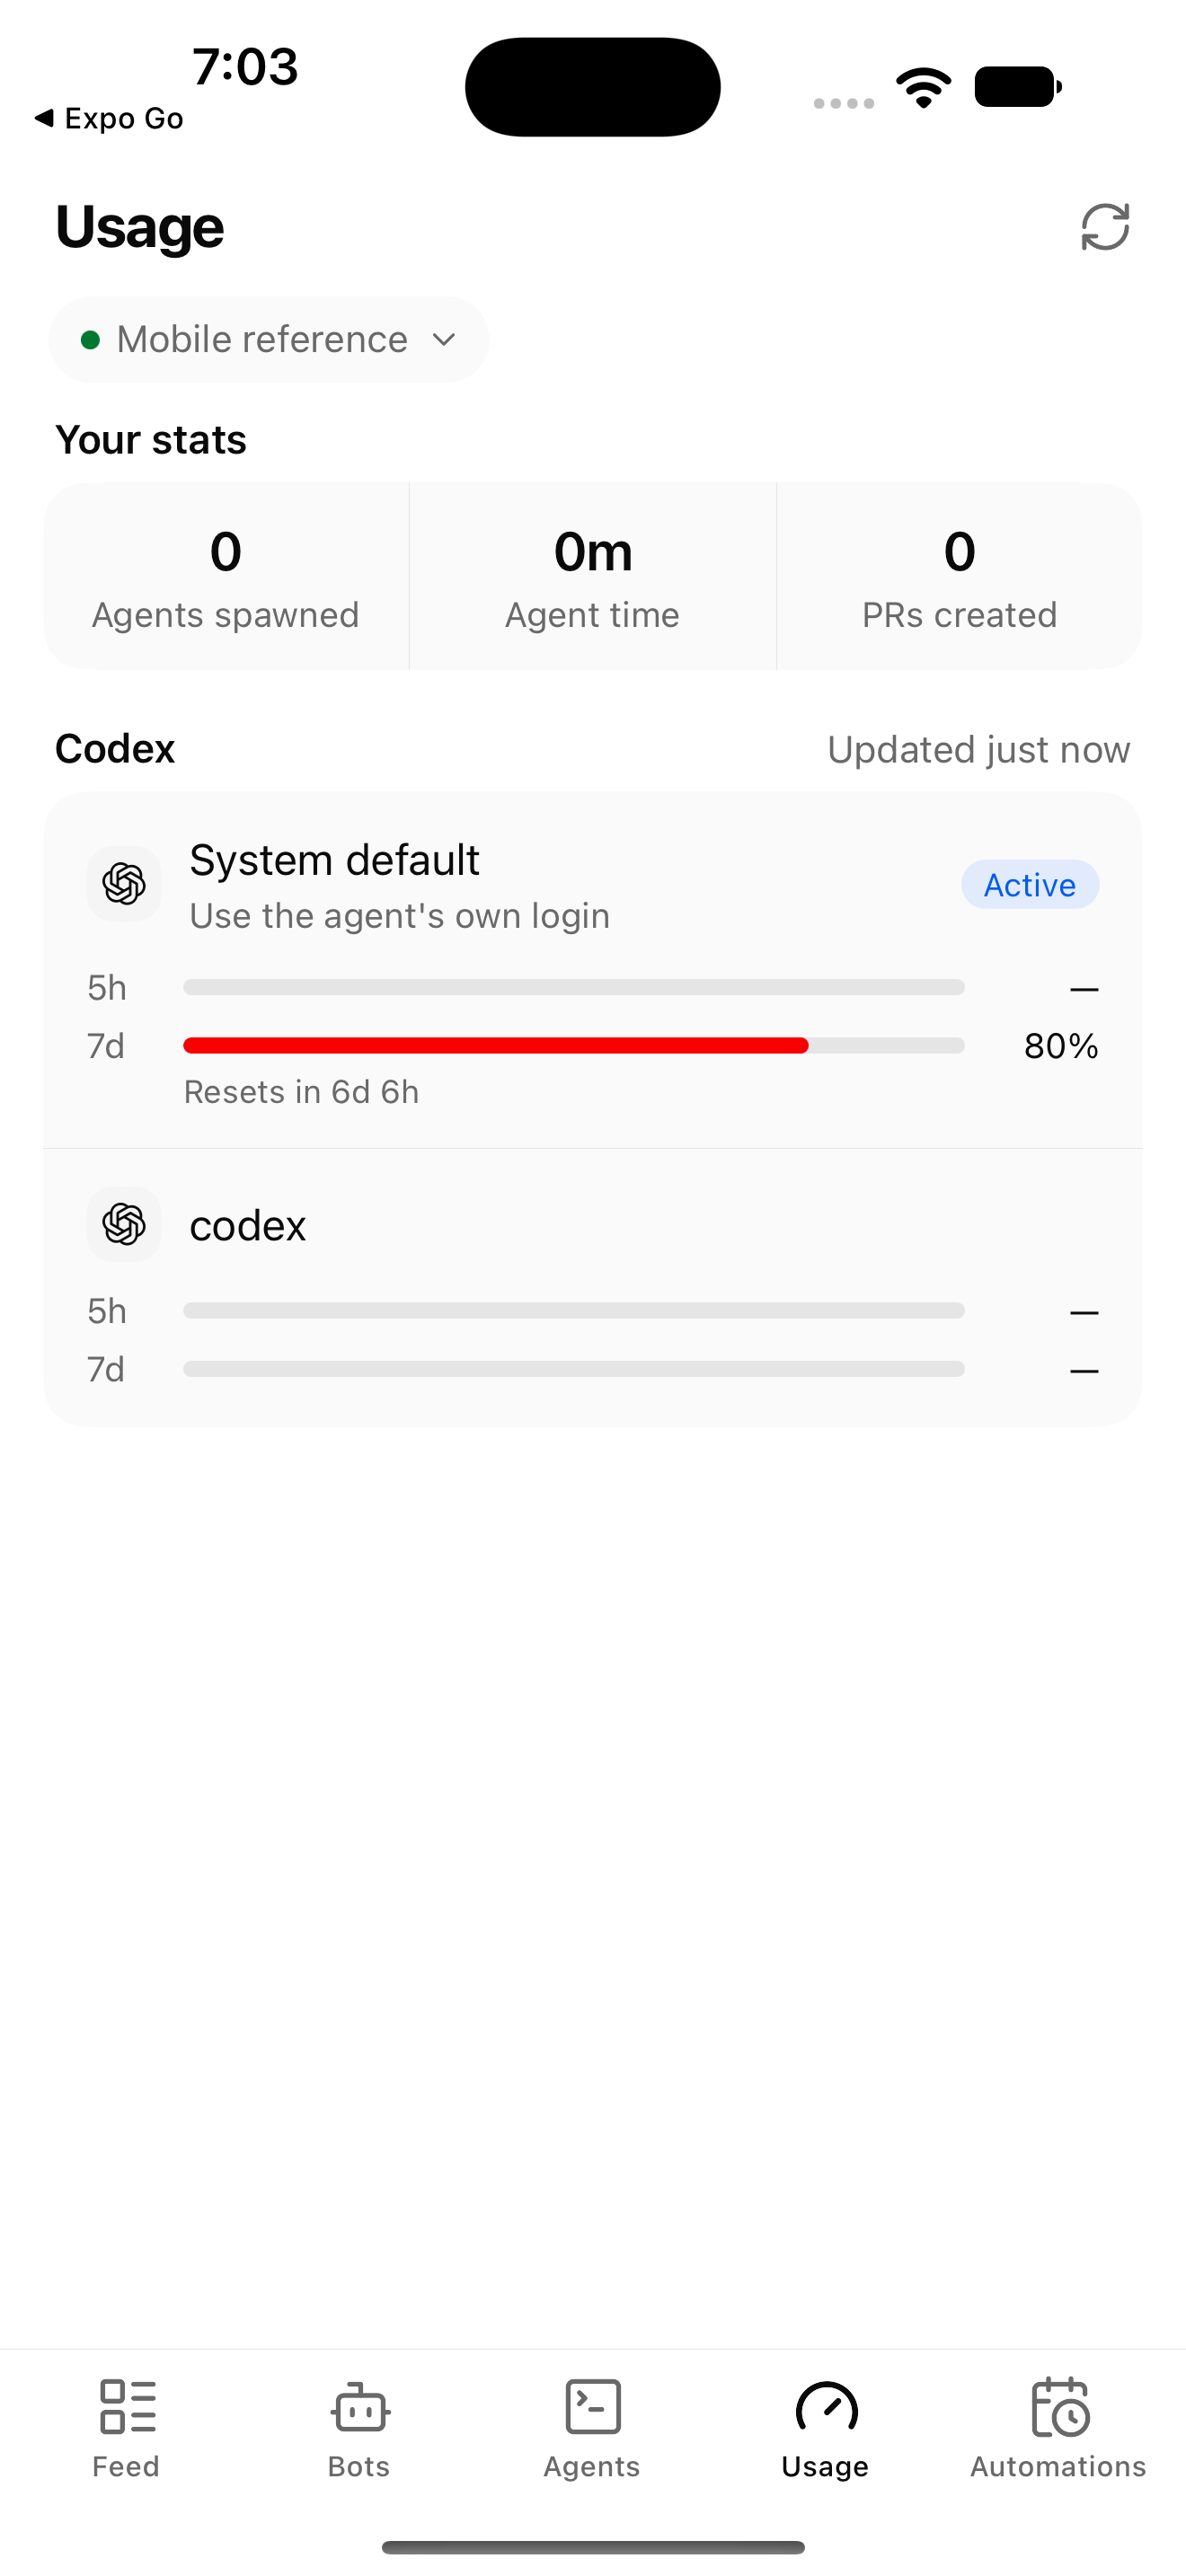 7:03
◀ Expo Go
Usage
Mobile reference
Your stats
0
Agents spawned
0m
Agent time
0
PRs created
Codex
Updated just now
System default
Use the agent's own login
Active
5h
—
7d
80%
Resets in 6d 6h
codex
5h
—
7d
—
Feed
Bots
Agents
Usage
Automations